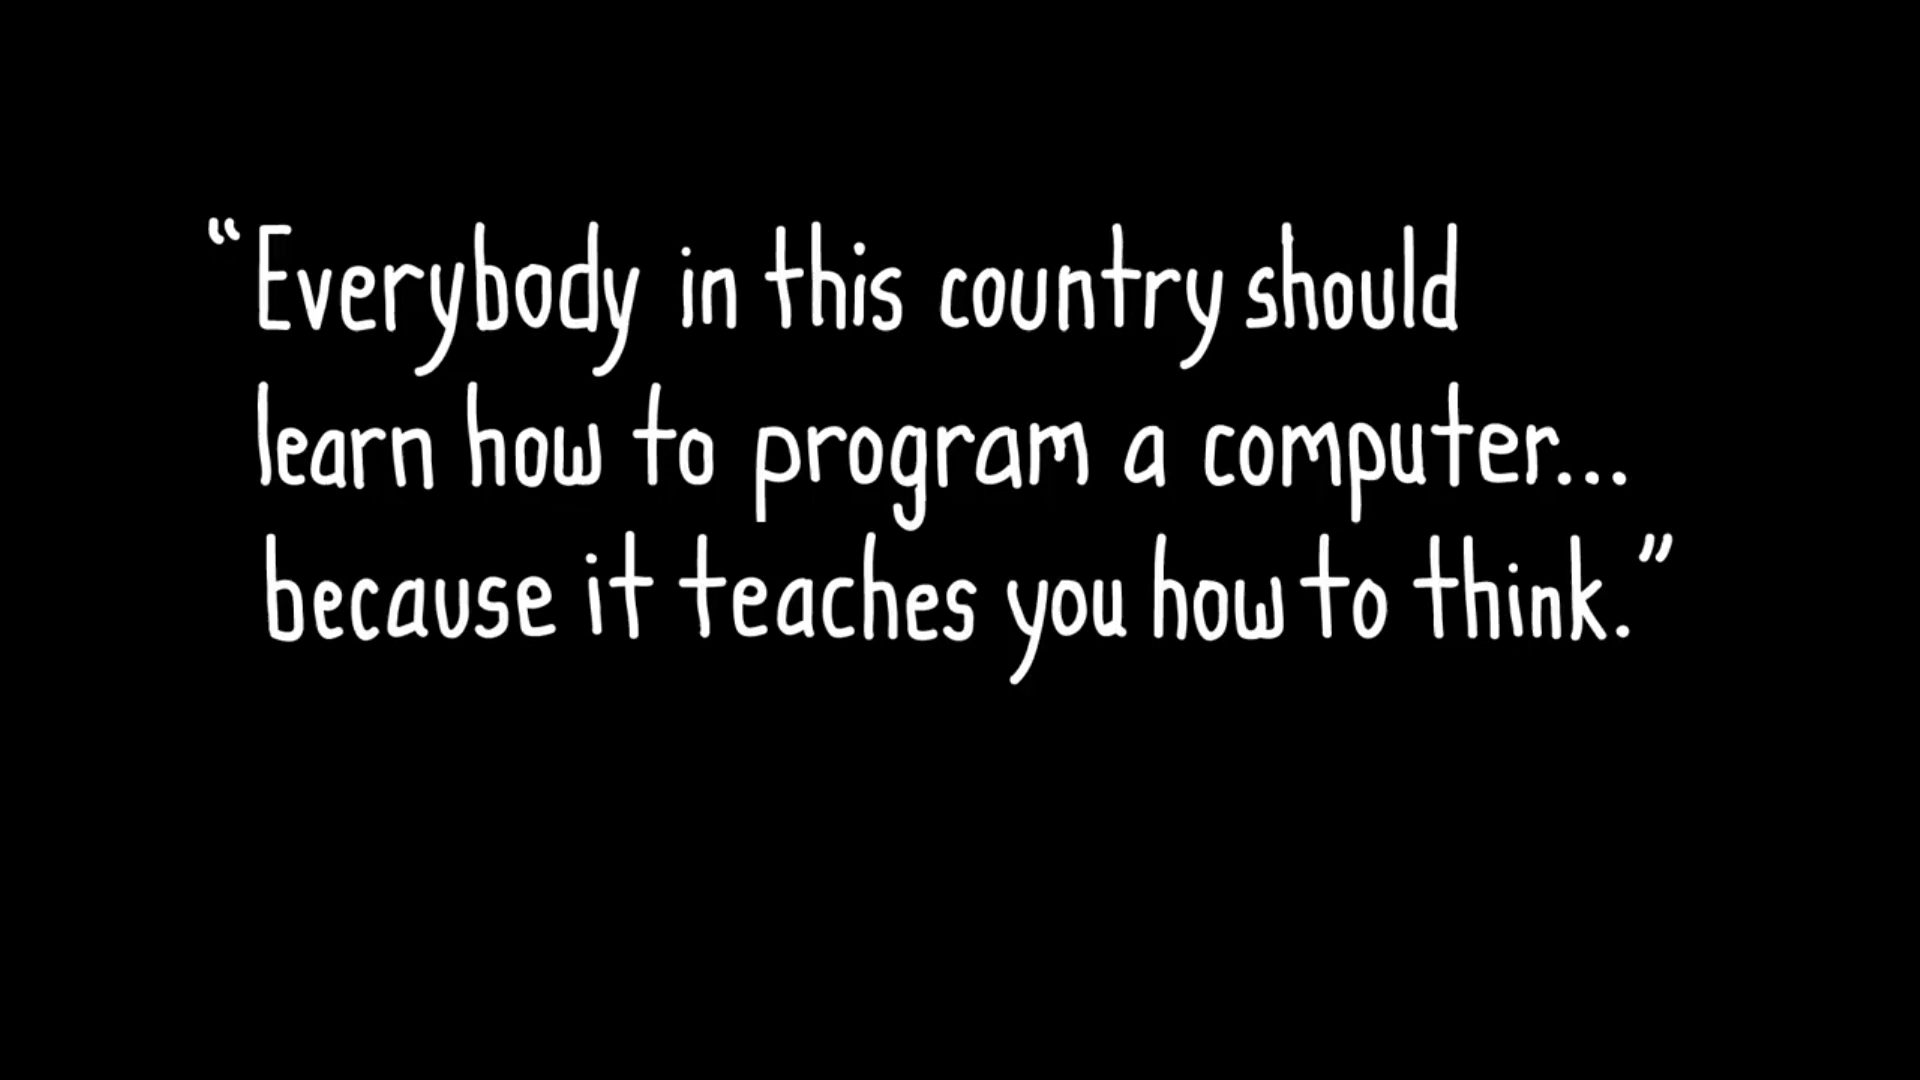 “Everybody in this country should
learn how to program a computer...
because it teaches you how to think.”